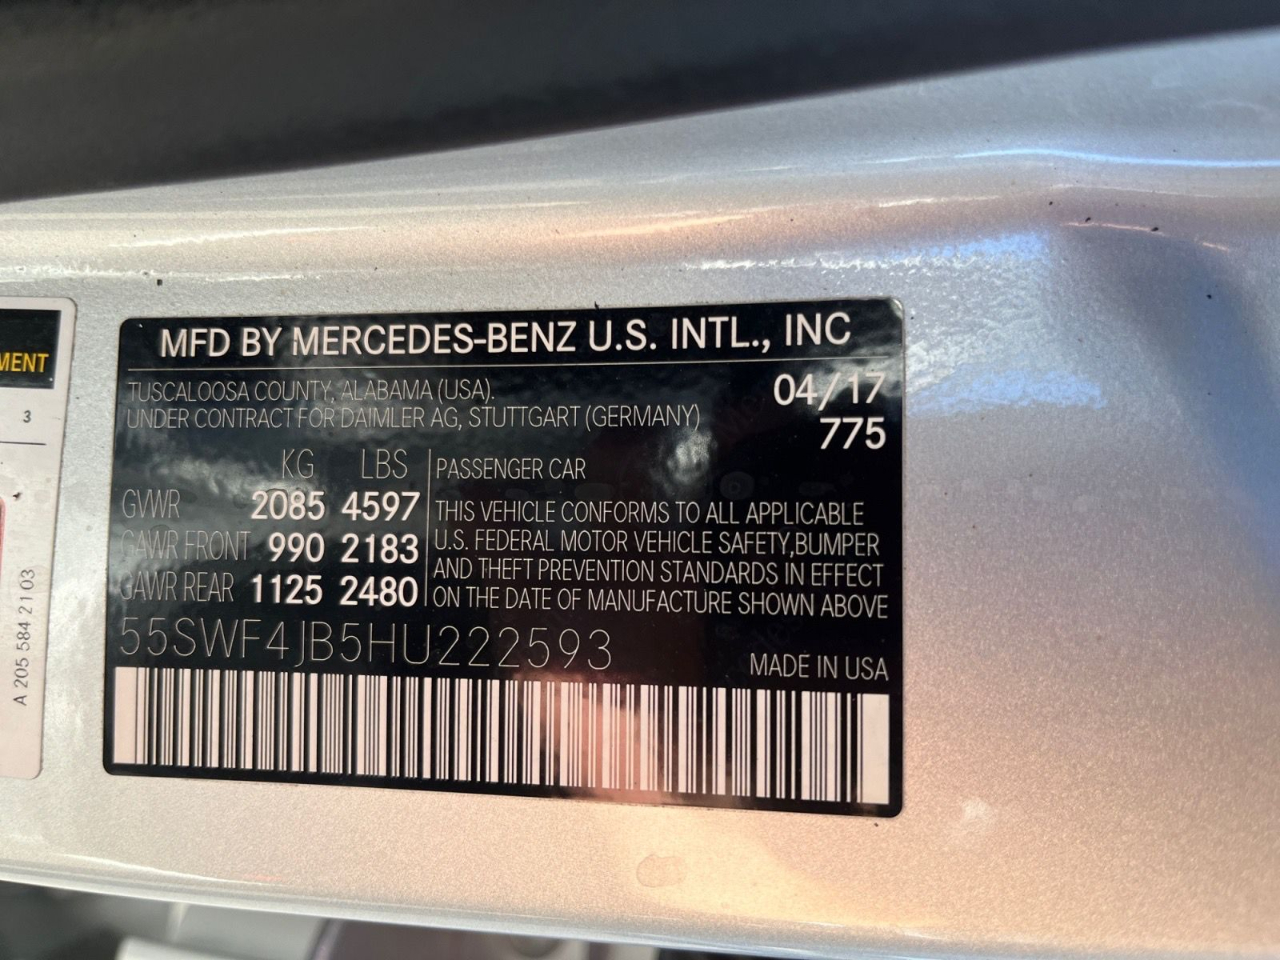 MENT
3
A 205 584 21 03
MFD BY MERCEDES-BENZ U.S. INTL., INC
TUSCALOOSA COUNTY, ALABAMA (USA).
UNDER CONTRACT FOR DAIMLER AG, STUTTGART (GERMANY)
04/17
775
KG LBS
GVWR 2085 4597
GAWR FRONT 990 2183
GAWR REAR 1125 2480
PASSENGER CAR
THIS VEHICLE CONFORMS TO ALL APPLICABLE
U.S. FEDERAL MOTOR VEHICLE SAFETY,BUMPER
AND THEFT PREVENTION STANDARDS IN EFFECT
ON THE DATE OF MANUFACTURE SHOWN ABOVE
55SWF4JB5HU222593
MADE IN USA